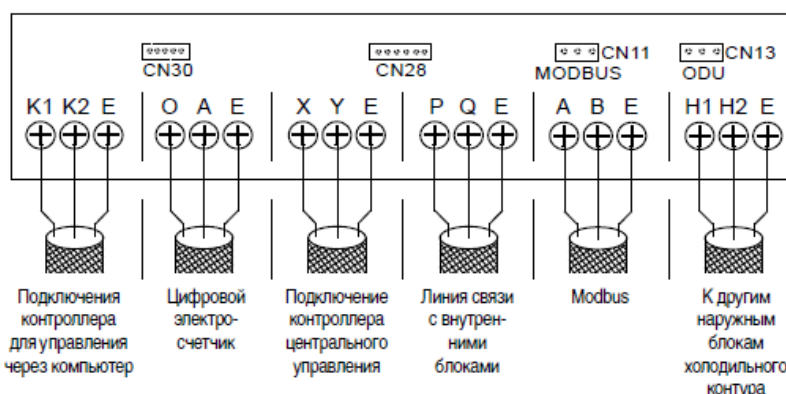 CN30
CN28
CN11
MODBUS
CN13
ODU
K1 K2 E
O A E
X Y E
P Q E
A B E
H1 H2 E
Подключения
контроллера
для управления
через компьютер
Цифровой
электро-
счетчик
Подключение
контроллера
центрального
управления
Линия связи
с внутрен-
ними
блоками
Modbus
К другим
наружным
блокам
холодильного
контура